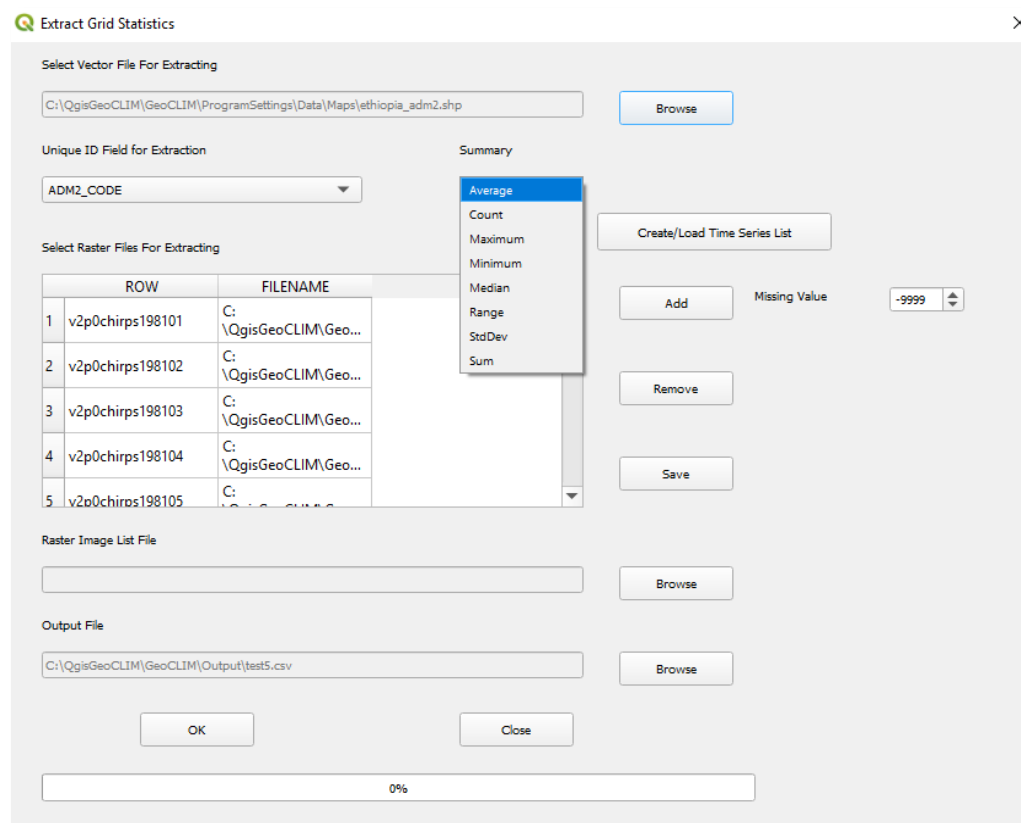 Extract Grid Statistics
Select Vector File For Extracting
C:\QgisGeoCLIM\GeoCLIM\ProgramSettings\Data\Maps\ethiopia_adm2.shp
Browse
Unique ID Field for Extraction
Summary
ADM2_CODE
Average
Count
Maximum
Minimum
Median
Range
StdDev
Sum
Create/Load Time Series List
Select Raster Files For Extracting
ROW FILENAME
1 v2p0chirps198101 C:
\QgisGeoCLIM\Geo...
2 v2p0chirps198102 C:
\QgisGeoCLIM\Geo...
3 v2p0chirps198103 C:
\QgisGeoCLIM\Geo...
4 v2p0chirps198104 C:
\QgisGeoCLIM\Geo...
5 v2p0chirps198105 C:
Add
Missing Value
-9999
Remove
Save
Raster Image List File
Browse
Output File
C:\QgisGeoCLIM\GeoCLIM\Output\test5.csv
Browse
OK
Close
0%